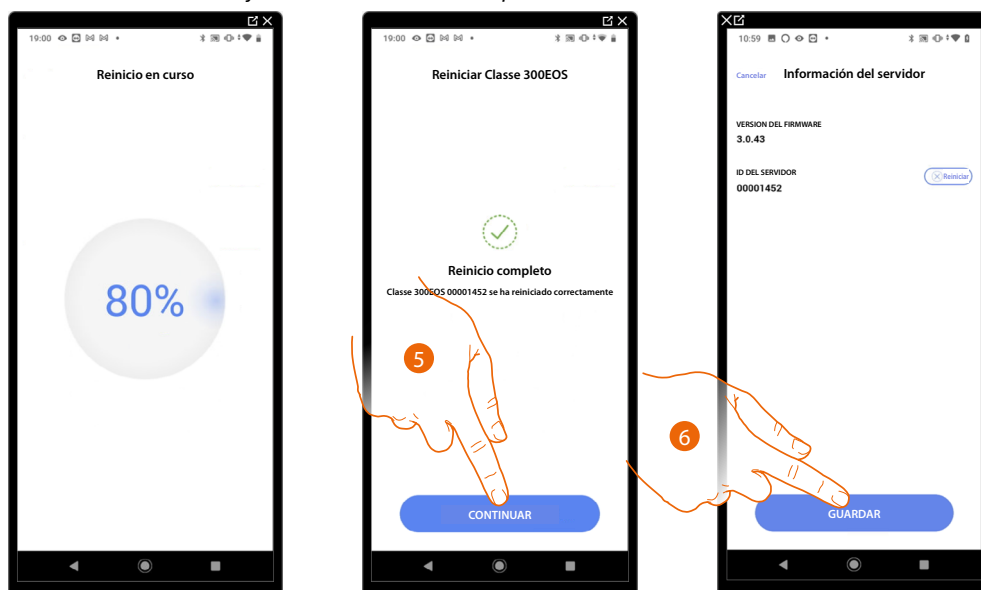 19:00
Reinicio en curso
80%
19:00
Reiniciar Classe 300EOS
Reinicio completo
Classe 300EOS 00001452 se ha reiniciado correctamente
5
CONTINUAR
10:59
Cancelar Información del servidor
VERSION DEL FIRMWARE
3.0.43
ID DEL SERVIDOR
00001452
Reiniciar
6
GUARDAR